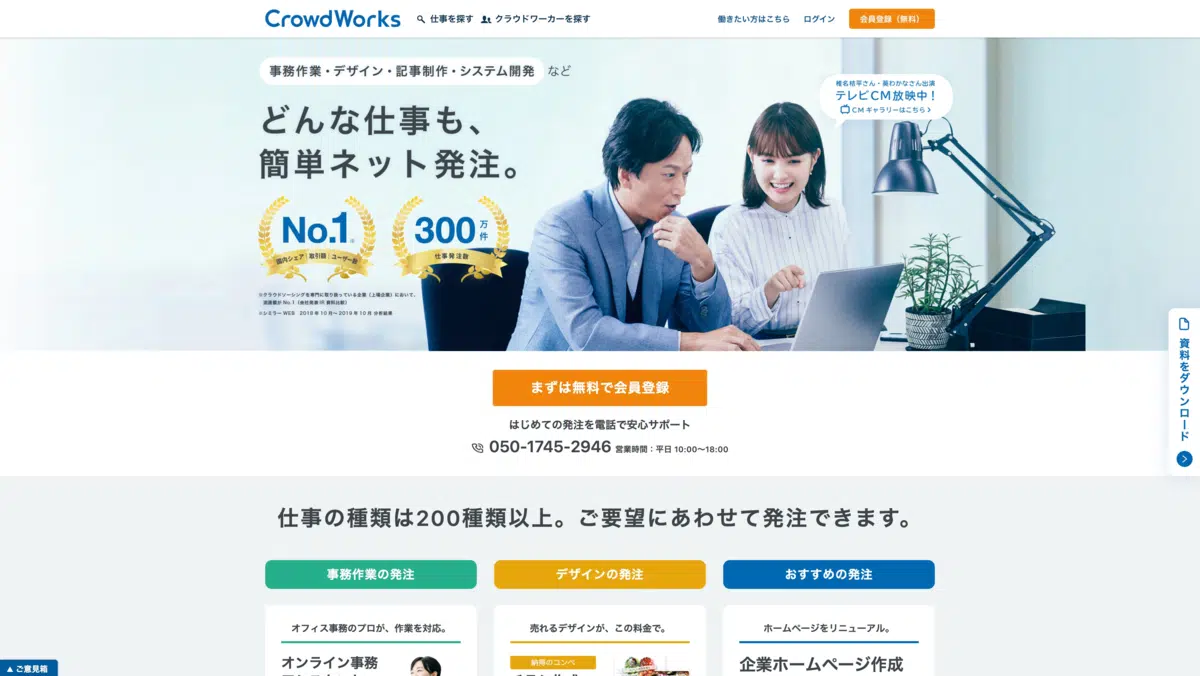 CrowdWorks
仕事を探す
クラウドワーカーを探す
働きたい方はこちら
ログイン
会員登録（無料）
事務作業・デザイン・記事制作・システム開発 など
どんな仕事も、
簡単ネット発注。
No.1
※
国内シェア｜取引額｜ユーザー数
300万件
仕事発注数
※クラウドソーシングを専門に取り扱っている企業（上場企業）において、
流通額が No.1（各社発表 IR 資料比較）
※シミラー WEB 2019 年 10 月〜 2019 年 10 月 分析結果
椎名桔平さん・葵わかなさん出演
テレビCM放映中！
CM ギャラリーはこちら
まずは無料で会員登録
はじめての発注を電話で安心サポート
050-1745-2946 営業時間：平日 10:00〜18:00
資料をダウンロード
仕事の種類は200種類以上。ご要望にあわせて発注できます。
事務作業の発注
デザインの発注
おすすめの発注
オフィス事務のプロが、作業を対応。
売れるデザインが、この料金で。
ホームページをリニューアル。
オンライン事務
納得のコンペ
企業ホームページ作成
▲ご意見箱